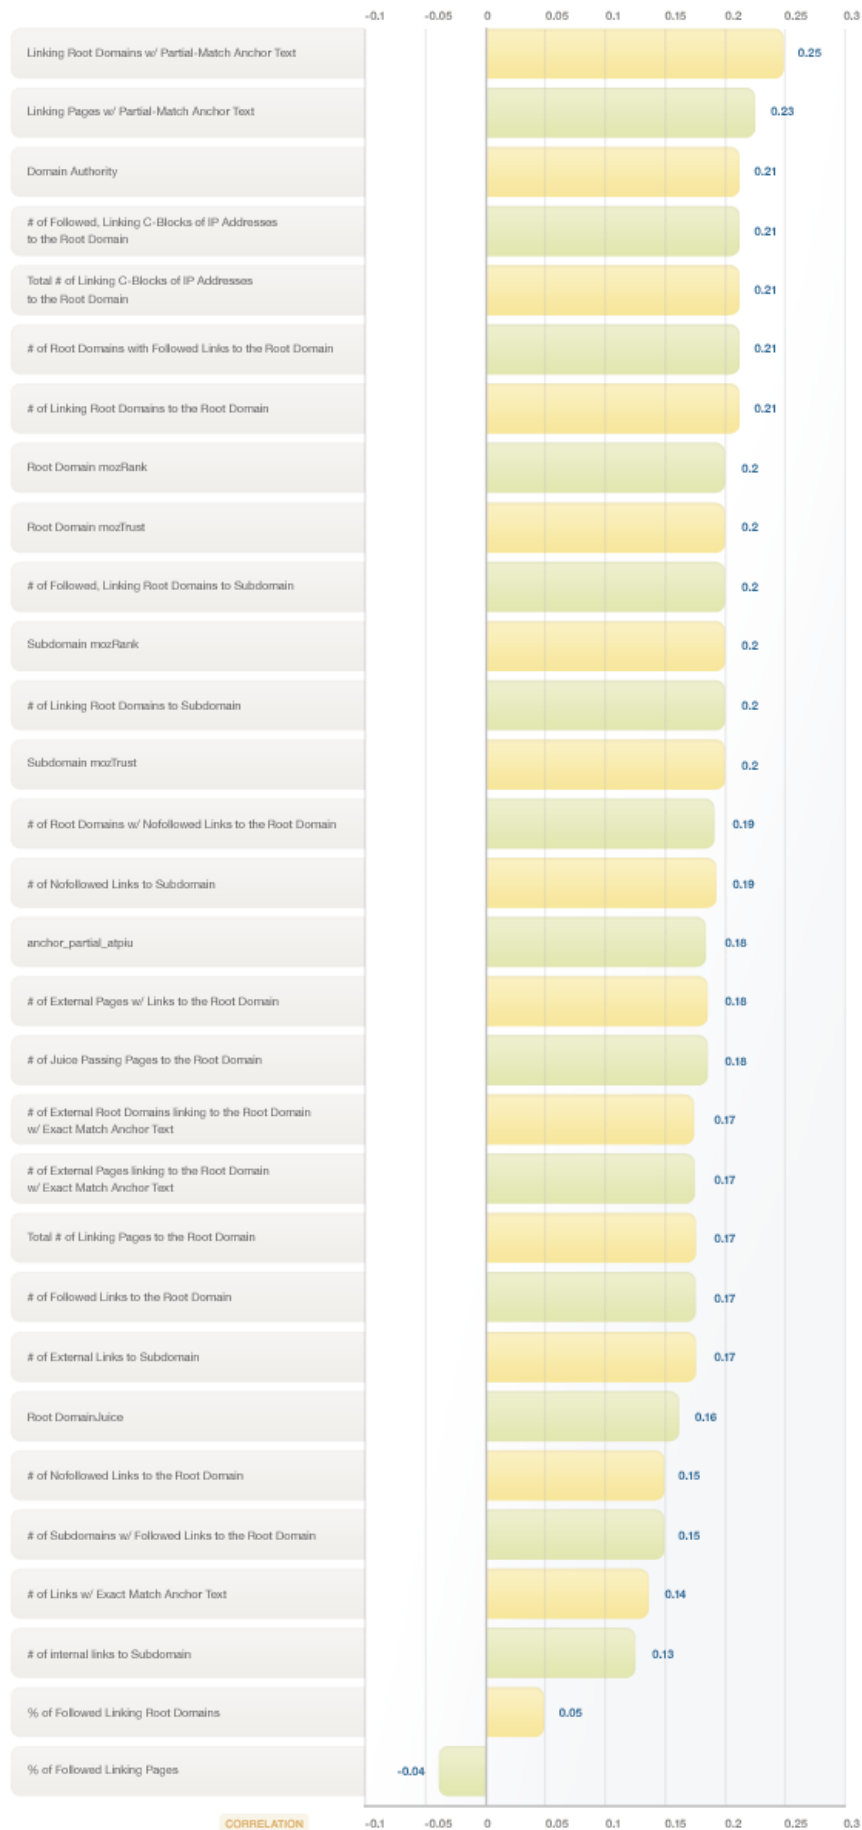 -0.1 -0.05 0 0.05 0.1 0.15 0.2 0.25 0.3
Linking Root Domains w/ Partial-Match Anchor Text 0.25
Linking Pages w/ Partial-Match Anchor Text 0.23
Domain Authority 0.21
# of Followed, Linking C-Blocks of IP Addresses
to the Root Domain 0.21
Total # of Linking C-Blocks of IP Addresses
to the Root Domain 0.21
# of Root Domains with Followed Links to the Root Domain 0.21
# of Linking Root Domains to the Root Domain 0.21
Root Domain mozRank 0.2
Root Domain mozTrust 0.2
# of Followed, Linking Root Domains to Subdomain 0.2
Subdomain mozRank 0.2
# of Linking Root Domains to Subdomain 0.2
Subdomain mozTrust 0.2
# of Root Domains w/ Nofollowed Links to the Root Domain 0.19
# of Nofollowed Links to Subdomain 0.19
anchor_partial_atpiu 0.18
# of External Pages w/ Links to the Root Domain 0.18
# of Juice Passing Pages to the Root Domain 0.18
# of External Root Domains linking to the Root Domain
w/ Exact Match Anchor Text 0.17
# of External Pages linking to the Root Domain
w/ Exact Match Anchor Text 0.17
Total # of Linking Pages to the Root Domain 0.17
# of Followed Links to the Root Domain 0.17
# of External Links to Subdomain 0.17
Root DomainJuice 0.16
# of Nofollowed Links to the Root Domain 0.15
# of Subdomains w/ Followed Links to the Root Domain 0.15
# of Links w/ Exact Match Anchor Text 0.14
# of internal links to Subdomain 0.13
% of Followed Linking Root Domains 0.05
% of Followed Linking Pages -0.04
CORRELATION -0.1 -0.05 0 0.05 0.1 0.15 0.2 0.25 0.3